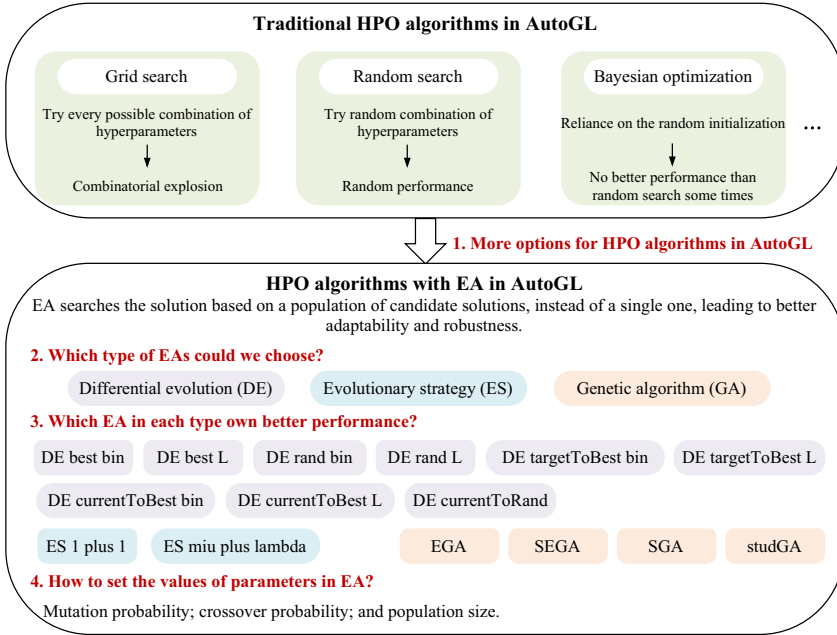 Traditional HPO algorithms in AutoGL
Grid search
Try every possible combination of
hyperparameters
Combinatorial explosion
Random search
Try random combination of
hyperparameters
Random performance
Bayesian optimization
Reliance on the random initialization
No better performance than
random search some times
...
1. More options for HPO algorithms in AutoGL
HPO algorithms with EA in AutoGL
EA searches the solution based on a population of candidate solutions, instead of a single one, leading to better
adaptability and robustness.
2. Which type of EAs could we choose?
Differential evolution (DE)
Evolutionary strategy (ES)
Genetic algorithm (GA)
3. Which EA in each type own better performance?
DE best bin
DE best L
DE rand bin
DE rand L
DE targetToBest bin
DE targetToBest L
DE currentToBest bin
DE currentToBest L
DE currentToRand
ES 1 plus 1
ES miu plus lambda
EGA
SEGA
SGA
studGA
4. How to set the values of parameters in EA?
Mutation probability; crossover probability; and population size.